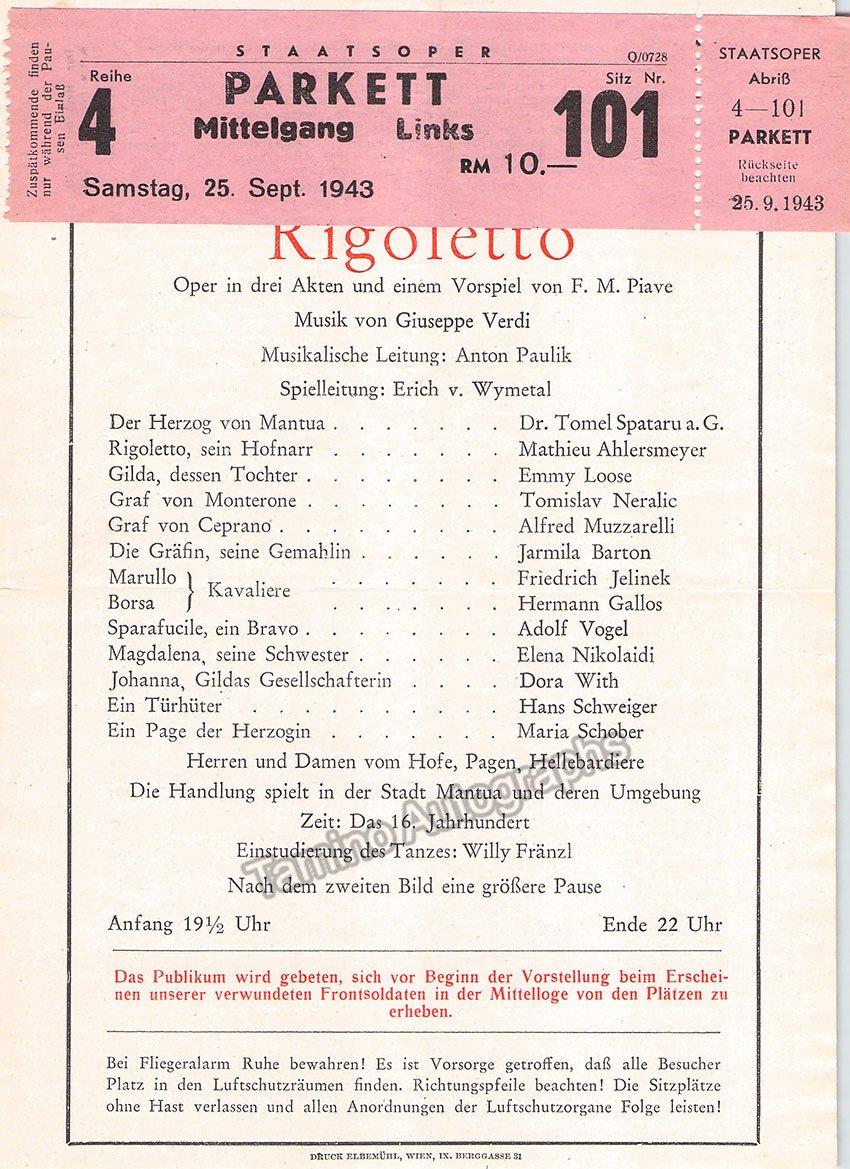 Zuspätkommende finden
nur während der Pau-
sen Einlaß
STAATSOPER
Q/0728
Reihe
4
PARKETT
Mittelgang Links
RM 10.—
Sitz Nr.
101
Samstag, 25. Sept. 1943
STAATSOPER
Abriß
4—101
PARKETT
Rückseite
beachten
25.9.1943
Rigoletto
Oper in drei Akten und einem Vorspiel von F. M. Piave
Musik von Giuseppe Verdi
Musikalische Leitung: Anton Paulik
Spielleitung: Erich v. Wymetal
Der Herzog von Mantua . . . . . . . Dr. Tomel Spataru a. G.
Rigoletto, sein Hofnarr . . . . . . Mathieu Ahlersmeyer
Gilda, dessen Tochter . . . . . . . . Emmy Loose
Graf von Monterone . . . . . . . . Tomislav Neralic
Graf von Ceprano . . . . . . . . . Alfred Muzzarelli
Die Gräfin, seine Gemahlin . . . . . . Jarmila Barton
Marullo } Kavaliere . . . . . . . Friedrich Jelinek
Borsa . . . . . . . Hermann Gallos
Sparafucile, ein Bravo . . . . . . . . Adolf Vogel
Magdalena, seine Schwester . . . . . . Elena Nikolaidi
Johanna, Gildas Gesellschafterin . . . . Dora With
Ein Türhüter . . . . . . . . . . Hans Schweiger
Ein Page der Herzogin . . . . . . . Maria Schober
Herren und Damen vom Hofe, Pagen, Hellebardiere
Die Handlung spielt in der Stadt Mantua und deren Umgebung
Zeit: Das 16. Jahrhundert
Einstudierung des Tanzes: Willy Fränzl
Nach dem zweiten Bild eine größere Pause
Tamino Autographs
Anfang 19½ Uhr Ende 22 Uhr
Das Publikum wird gebeten, sich vor Beginn der Vorstellung beim Erschei-
nen unserer verwundeten Frontsoldaten in der Mittelloge von den Plätzen zu
erheben.
Bei Fliegeralarm Ruhe bewahren! Es ist Vorsorge getroffen, daß alle Besucher
Platz in den Luftschutzräumen finden. Richtungspfeile beachten! Die Sitzplätze
ohne Hast verlassen und allen Anordnungen der Luftschutzorgane Folge leisten!
DRUCK ELBEMÜHL, WIEN, IX. BERGGASSE 31